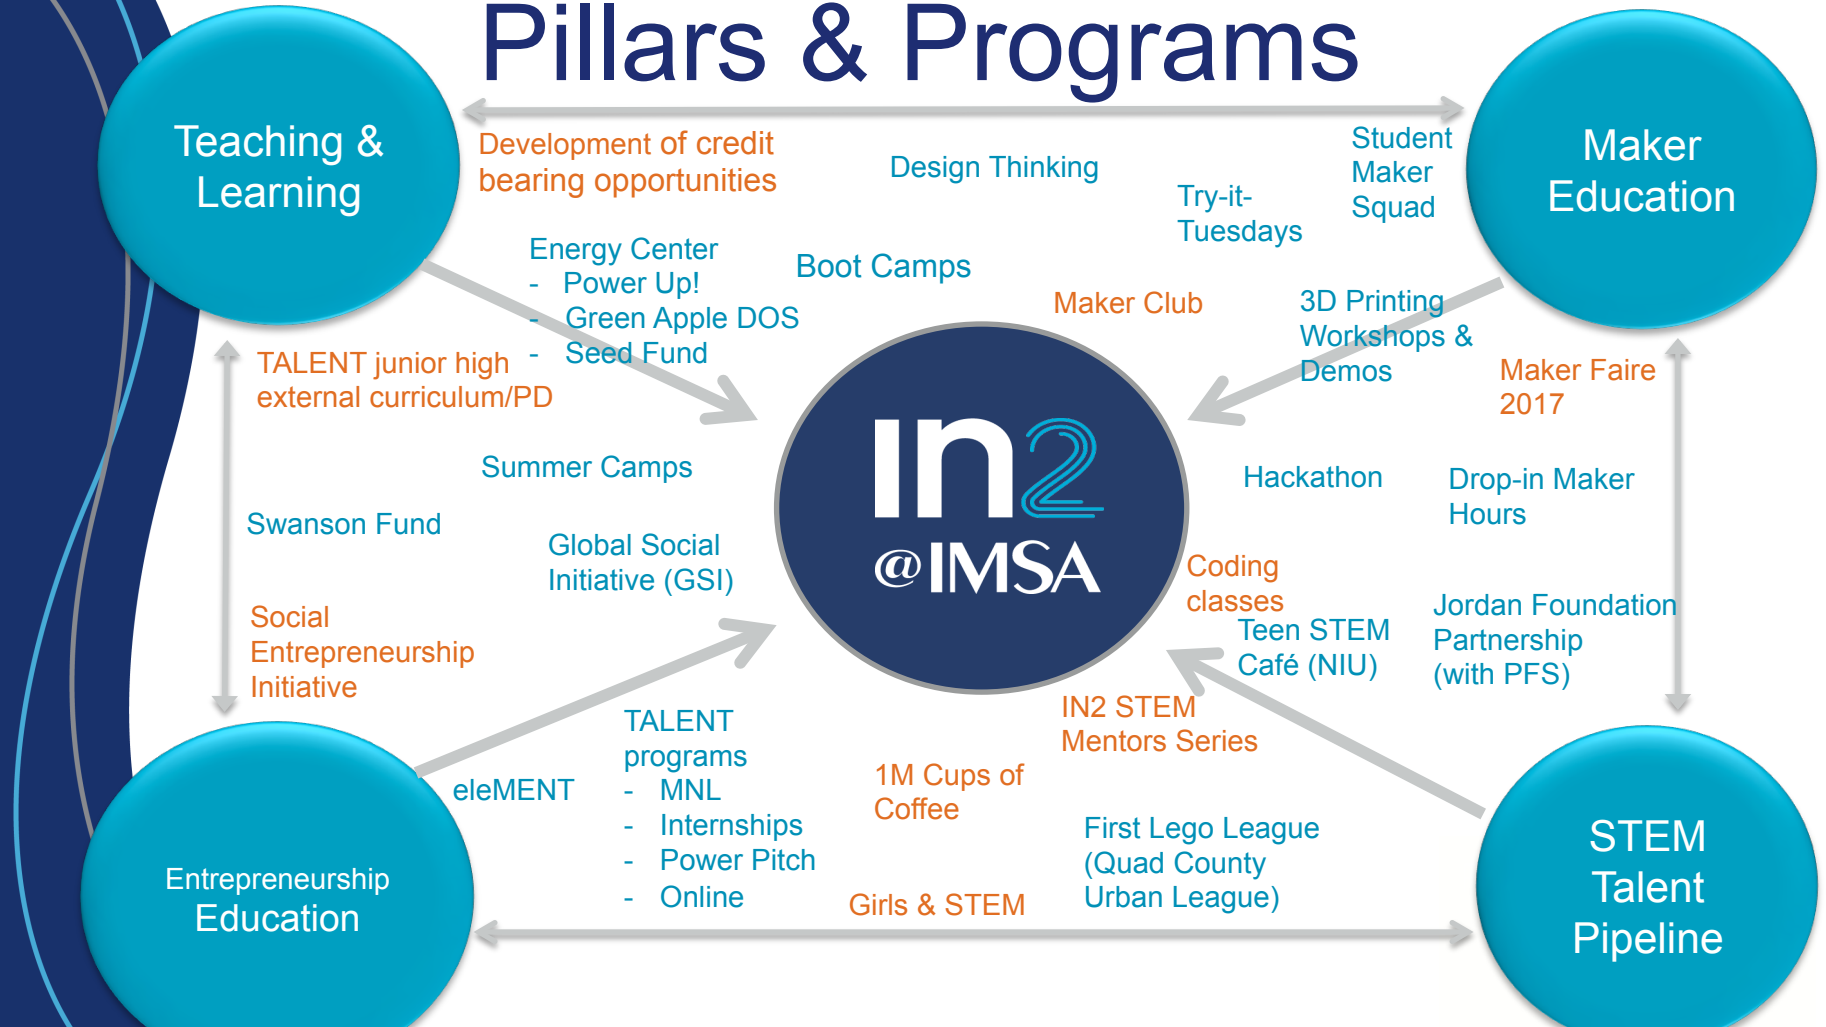 Pillars & Programs
Teaching &
Learning
Maker
Education
Development of credit
bearing opportunities
Design Thinking
Student
Maker
Squad
Try-it-
Tuesdays
Energy Center
- Power Up!
- Green Apple DOS
- Seed Fund
Boot Camps
Maker Club
3D Printing
Workshops &
Demos
TALENT junior high
external curriculum/PD
Maker Faire
2017
Summer Camps
Hackathon
Drop-in Maker
Hours
Swanson Fund
Global Social
Initiative (GSI)
IN2
@IMSA
Coding
classes
Teen STEM
Café (NIU)
Jordan Foundation
Partnership
(with PFS)
Social
Entrepreneurship
Initiative
TALENT
programs
- MNL
- Internships
- Power Pitch
- Online
eleMENT
IN2 STEM
Mentors Series
1M Cups of
Coffee
First Lego League
(Quad County
Urban League)
Girls & STEM
Entrepreneurship
Education
STEM
Talent
Pipeline